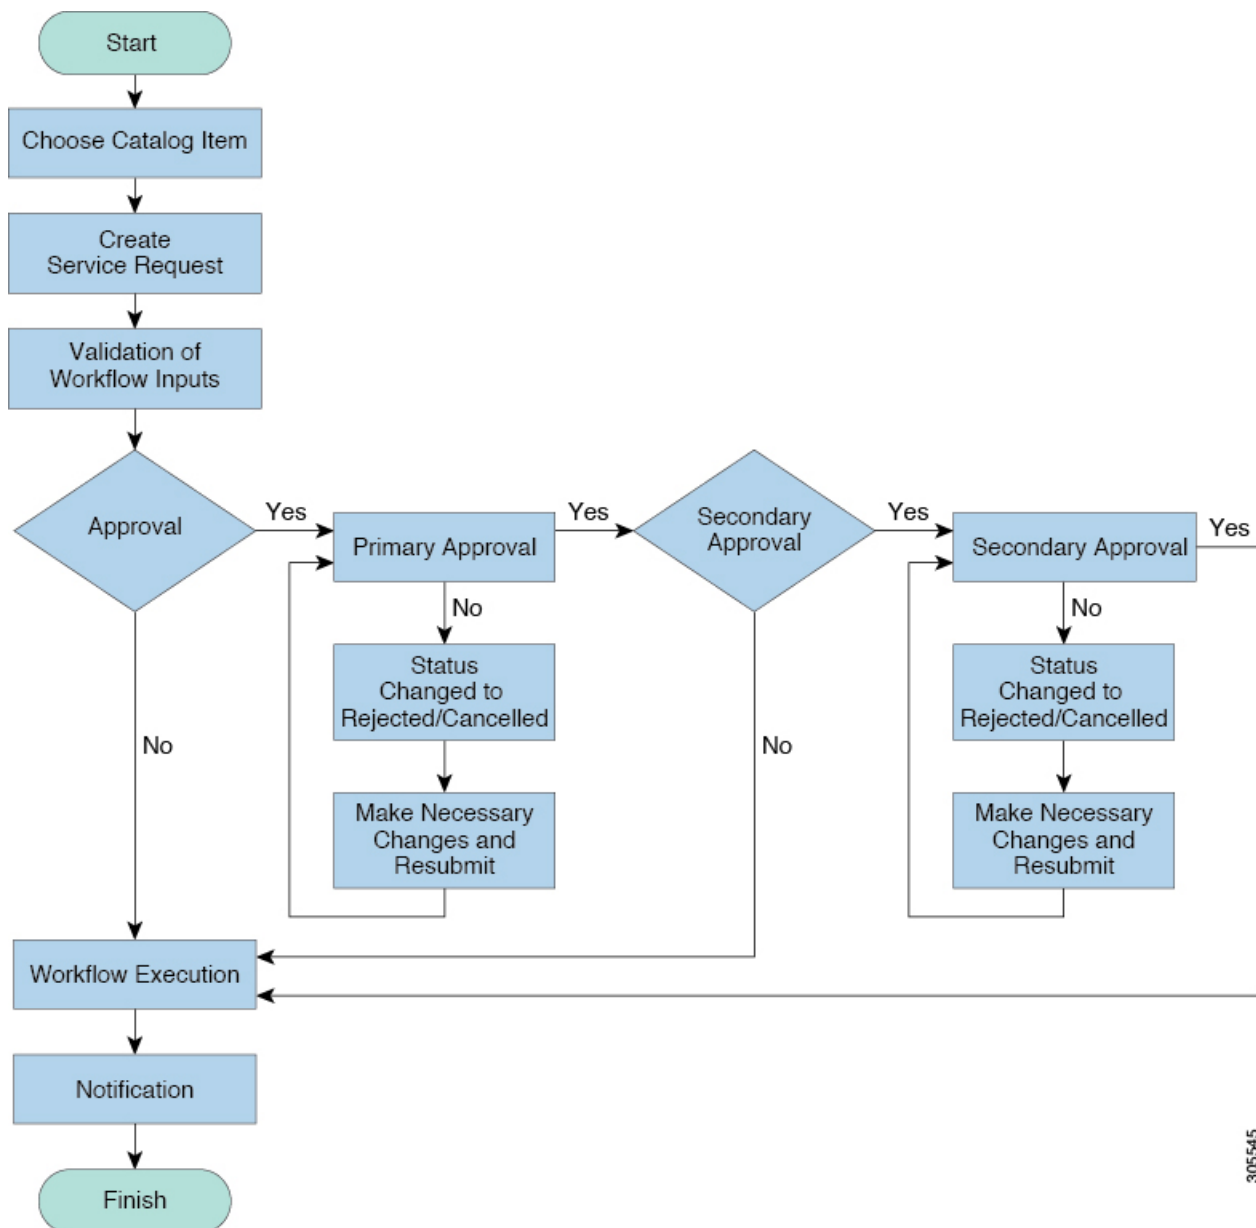 Start
Choose Catalog Item
Create
Service Request
Validation of
Workflow Inputs
Approval
Yes
Primary Approval
Yes
Secondary
Approval
Yes
Secondary Approval
Yes
No
Status
Changed to
Rejected/Cancelled
Make Necessary
Changes and
Resubmit
No
Status
Changed to
Rejected/Cancelled
Make Necessary
Changes and
Resubmit
No
No
Workflow Execution
Notification
Finish
305545